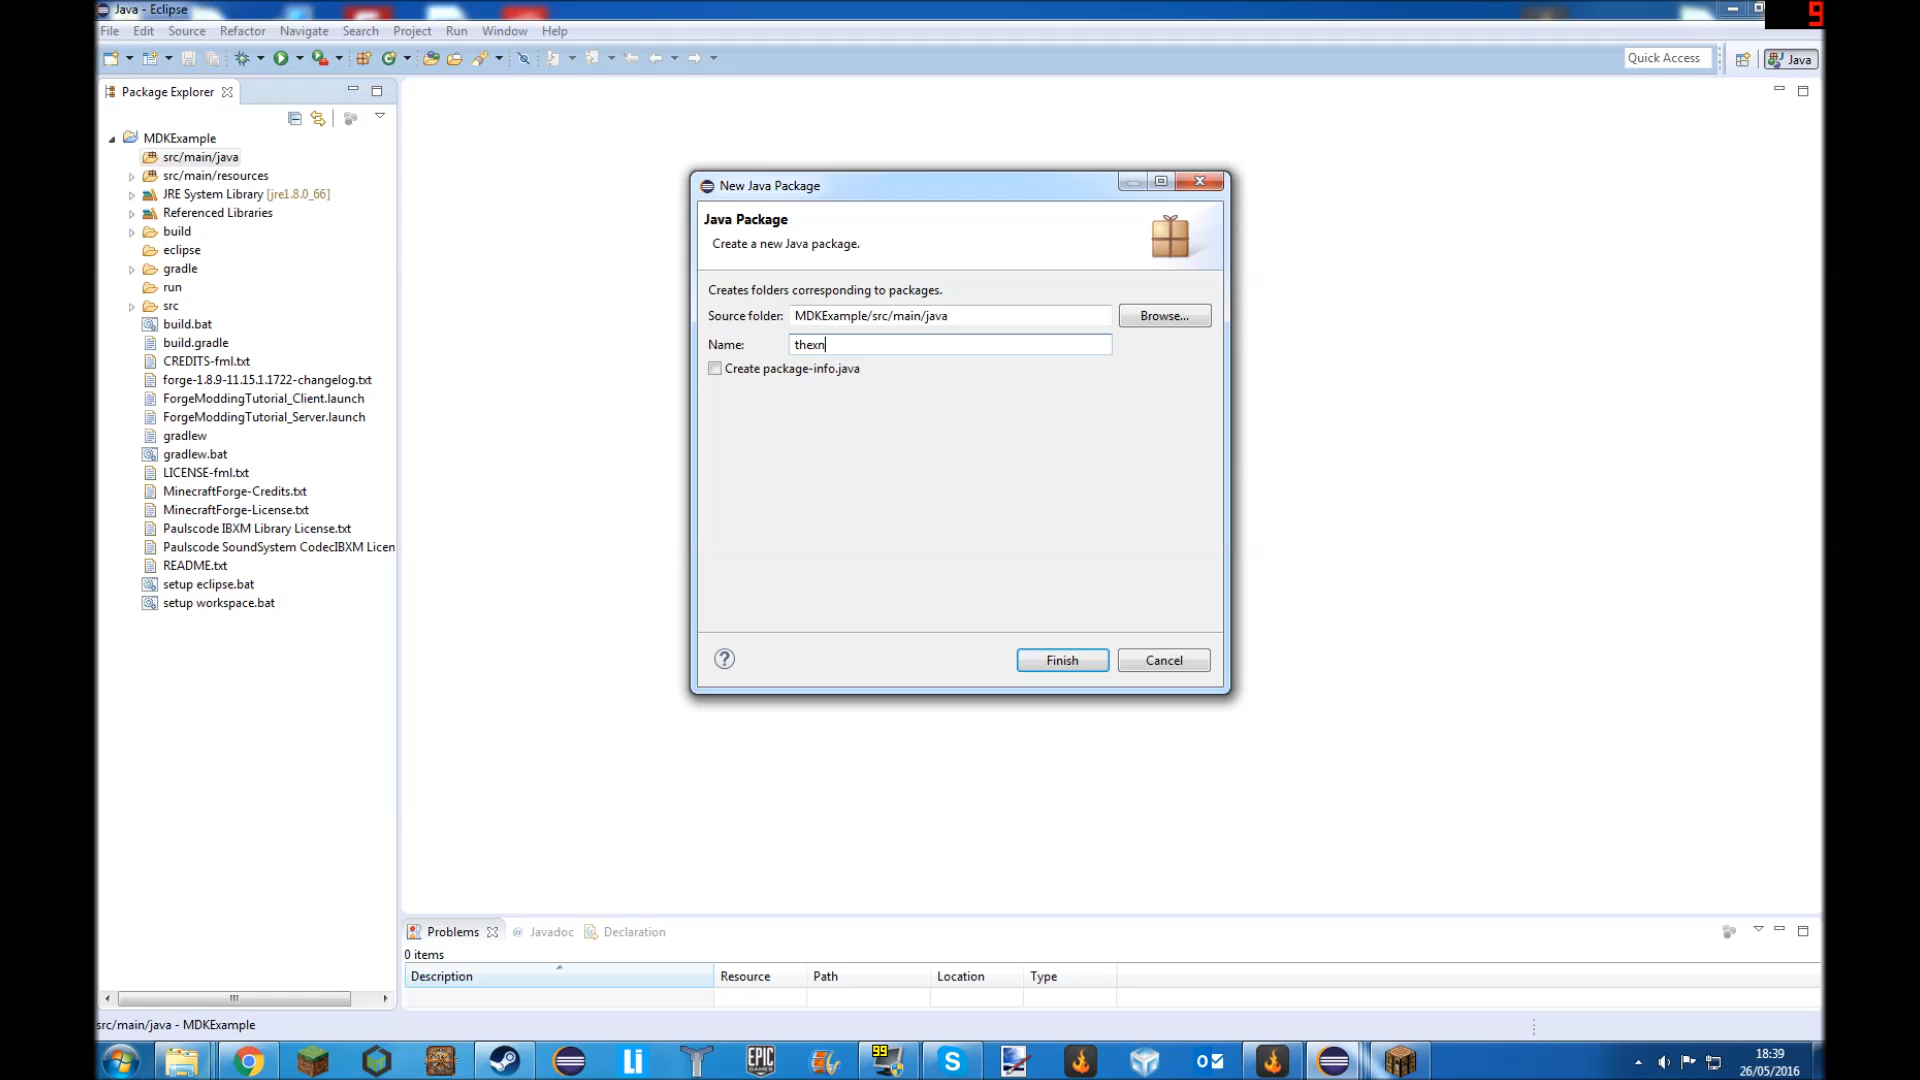 Java - Eclipse
9
File Edit Source Refactor Navigate Search Project Run Window Help
Quick Access
Java
Package Explorer
MDKExample
src/main/java
src/main/resources
JRE System Library [jre1.8.0_66]
Referenced Libraries
build
eclipse
gradle
run
src
build.bat
build.gradle
CREDITS-fml.txt
forge-1.8.9-11.15.1.1722-changelog.txt
ForgeModdingTutorial_Client.launch
ForgeModdingTutorial_Server.launch
gradlew
gradlew.bat
LICENSE-fml.txt
MinecraftForge-Credits.txt
MinecraftForge-License.txt
Paulscode IBXM Library License.txt
Paulscode SoundSystem CodecIBXM Licen
README.txt
setup eclipse.bat
setup workspace.bat
New Java Package
Java Package
Create a new Java package.
Creates folders corresponding to packages.
Source folder: MDKExample/src/main/java Browse...
Name: thexn
Create package-info.java
?
Finish Cancel
Problems @ Javadoc Declaration
0 items
Description Resource Path Location Type
src/main/java - MDKExample
Li EPIC GAMES 99 S
18:39
26/05/2016